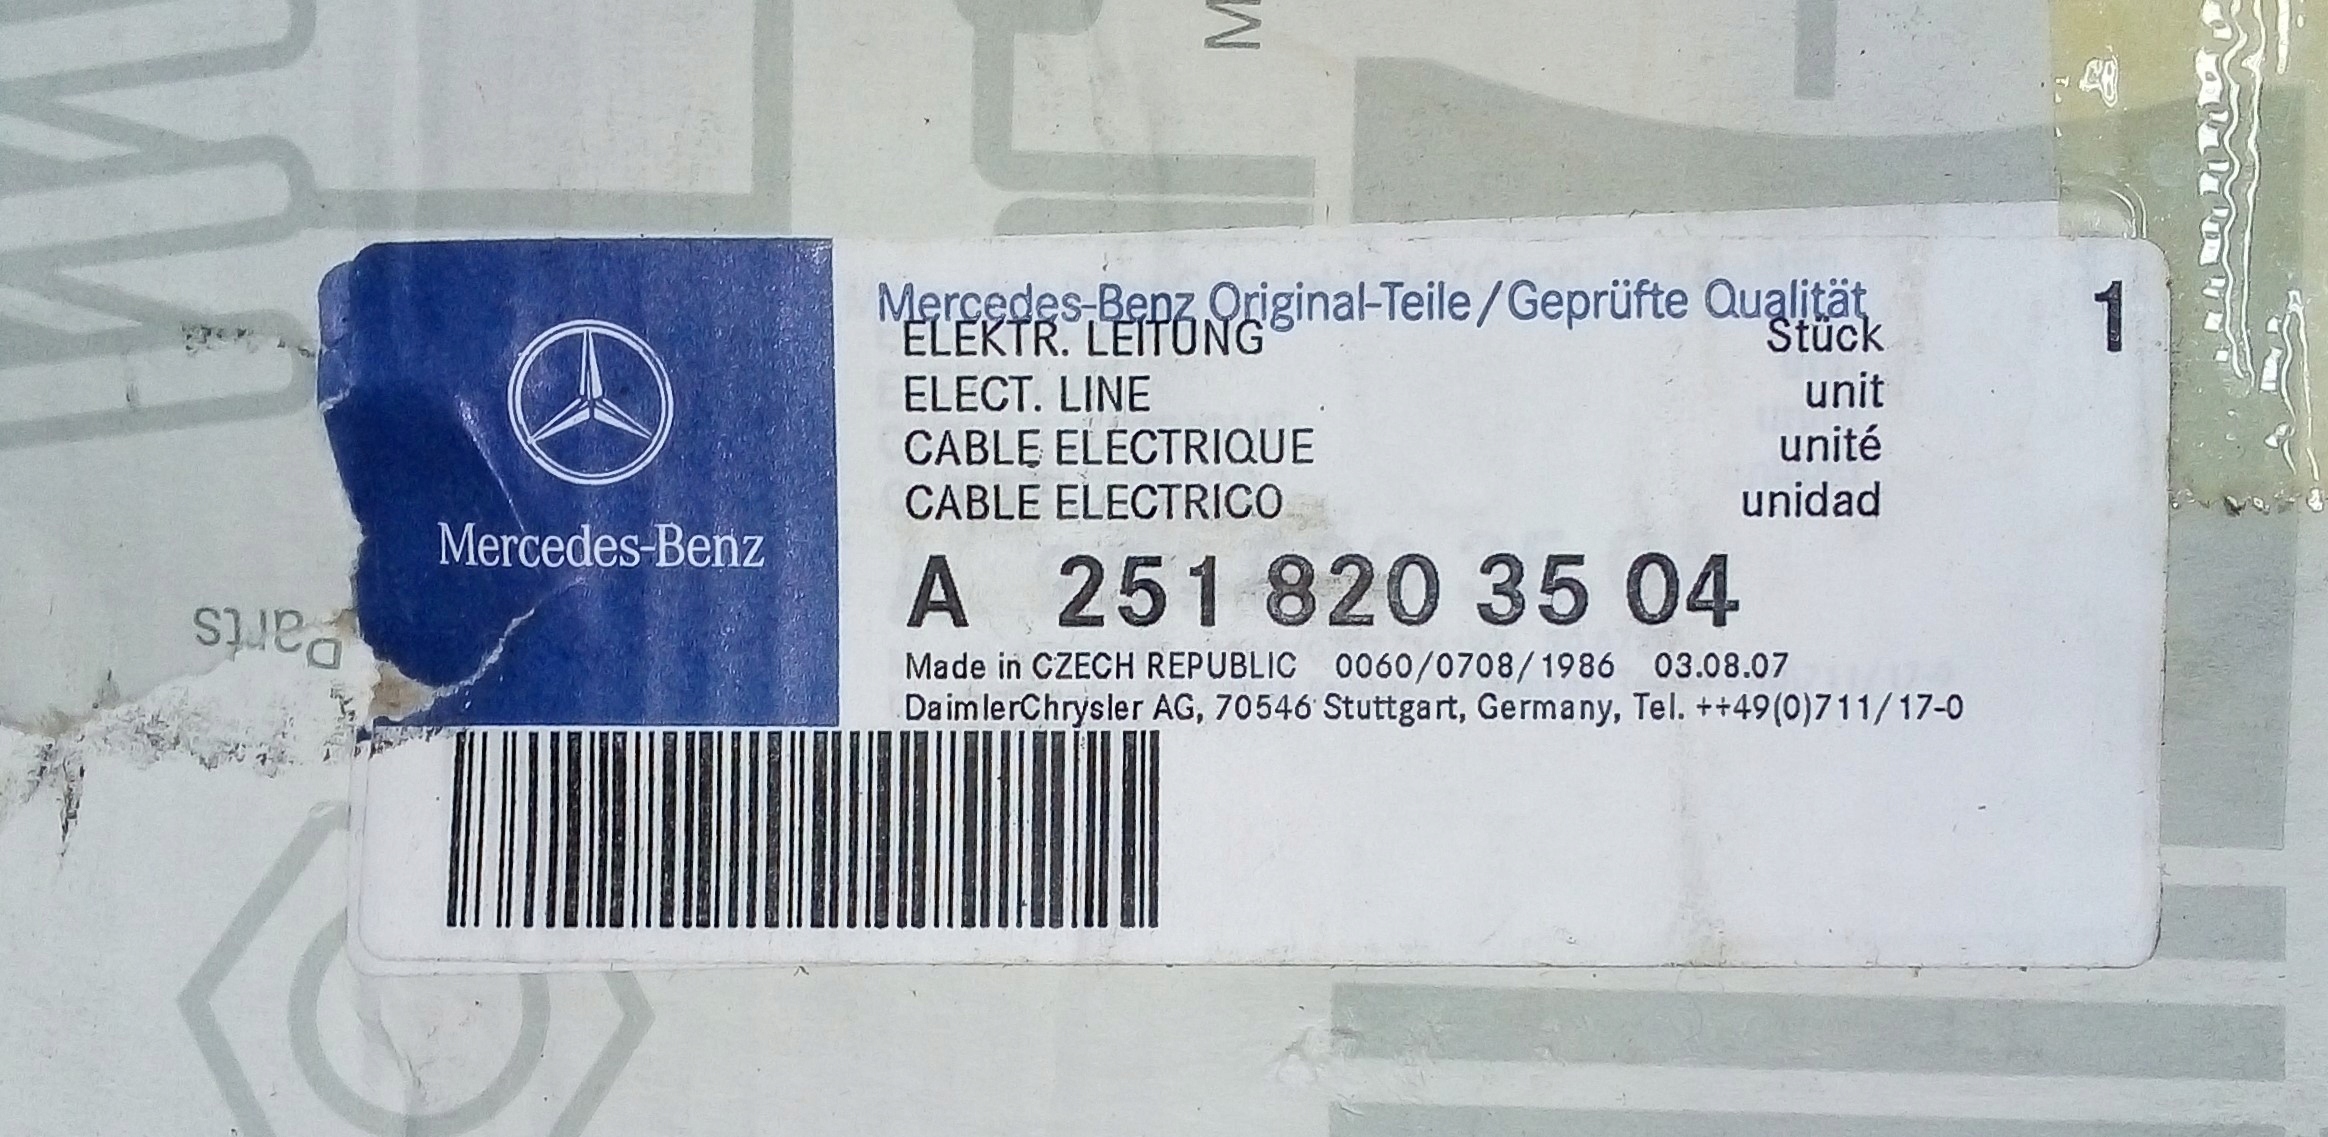 M
Mercedes-Benz
Mercedes-Benz Original-Teile/Geprüfte Qualität
ELEKTR. LEITUNG Stück 1
ELECT. LINE unit
CABLE ELECTRIQUE unité
CABLE ELECTRICO unidad
A 251 820 35 04
Made in CZECH REPUBLIC 0060/0708/1986 03.08.07
DaimlerChrysler AG, 70546 Stuttgart, Germany, Tel. ++49(0)711/17-0
Parts